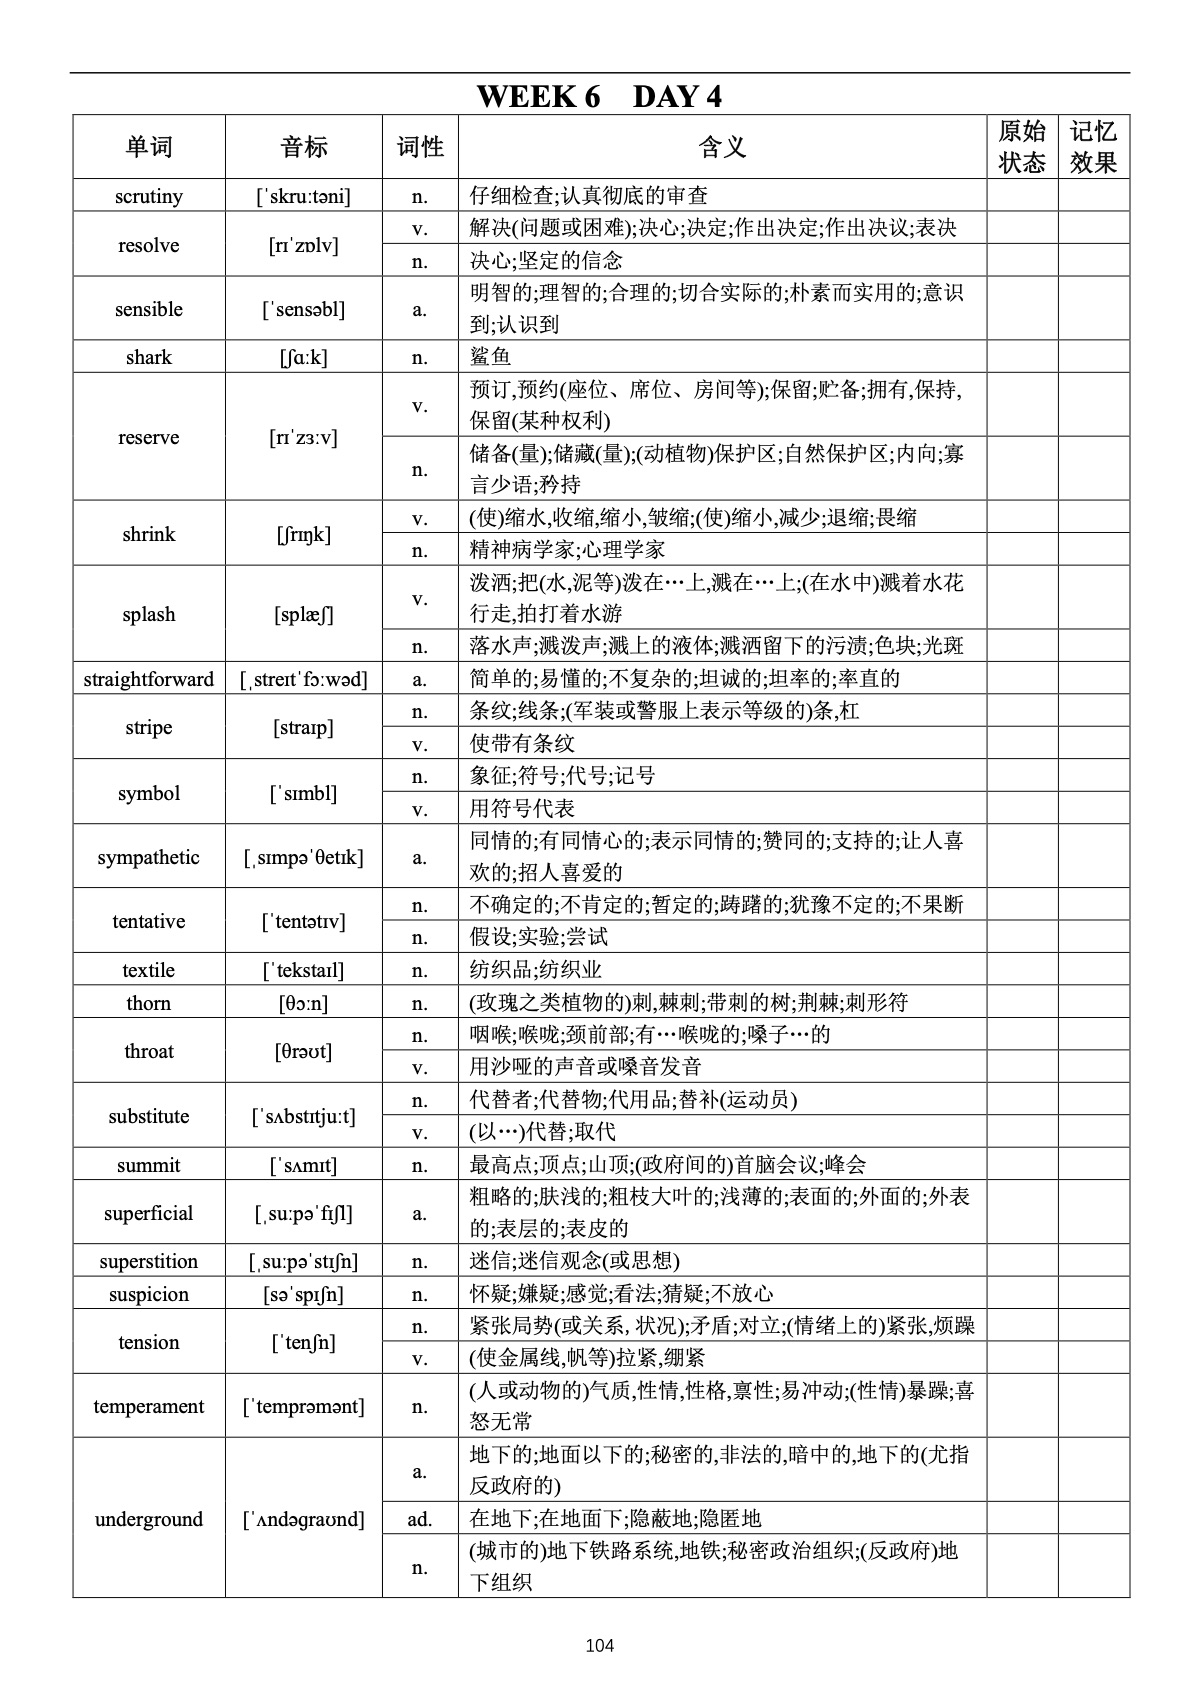 WEEK 6 DAY 4
单词 音标 词性 含义 原始状态 记忆效果
scrutiny [ˈskruːtəni] n. 仔细检查;认真彻底的审查
resolve [rɪˈzɒlv] v. 解决(问题或困难);决心;决定;作出决定;作出决议;表决
n. 决心;坚定的信念
sensible [ˈsensəbl] a. 明智的;理智的;合理的;切合实际的;朴素而实用的;意识
到;认识到
shark [ʃɑːk] n. 鲨鱼
reserve [rɪˈzɜːv] v. 预订,预约(座位、席位、房间等);保留;贮备;拥有,保持,
保留(某种权利)
n. 储备(量);储藏(量);(动植物)保护区;自然保护区;内向;寡
言少语;矜持
shrink [ʃrɪŋk] v. (使)缩水,收缩,缩小,皱缩;(使)缩小,减少;退缩;畏缩
n. 精神病学家;心理学家
splash [splæʃ] v. 泼洒;把(水,泥等)泼在…上,溅在…上;(在水中)溅着水花
行走,拍打着水游
n. 落水声;溅泼声;溅上的液体;溅洒留下的污渍;色块;光斑
straightforward [ˌstreɪtˈfɔːwəd] a. 简单的;易懂的;不复杂的;坦诚的;坦率的;率直的
stripe [straɪp] n. 条纹;线条;(军装或警服上表示等级的)条,杠
v. 使带有条纹
symbol [ˈsɪmbl] n. 象征;符号;代号;记号
v. 用符号代表
sympathetic [ˌsɪmpəˈθetɪk] a. 同情的;有同情心的;表示同情的;赞同的;支持的;让人喜
欢的;招人喜爱的
tentative [ˈtentətɪv] n. 不确定的;不肯定的;暂定的;踌躇的;犹豫不定的;不果断
n. 假设;实验;尝试
textile [ˈtekstaɪl] n. 纺织品;纺织业
thorn [θɔːn] n. (玫瑰之类植物的)刺,棘刺;带刺的树;荆棘;刺形符
throat [θrəʊt] n. 咽喉;喉咙;颈前部;有…喉咙的;嗓子…的
v. 用沙哑的声音或嗓音发音
substitute [ˈsʌbstɪtjuːt] n. 代替者;代替物;代用品;替补(运动员)
v. (以…)代替;取代
summit [ˈsʌmɪt] n. 最高点;顶点;山顶;(政府间的)首脑会议;峰会
superficial [ˌsuːpəˈfɪʃl] a. 粗略的;肤浅的;粗枝大叶的;浅薄的;表面的;外面的;外表
的;表层的;表皮的
superstition [ˌsuːpəˈstɪʃn] n. 迷信;迷信观念(或思想)
suspicion [səˈspɪʃn] n. 怀疑;嫌疑;感觉;看法;猜疑;不放心
tension [ˈtenʃn] n. 紧张局势(或关系, 状况);矛盾;对立;(情绪上的)紧张,烦躁
v. (使金属线,帆等)拉紧,绷紧
temperament [ˈtemprəmənt] n. (人或动物的)气质,性情,性格,禀性;易冲动;(性情)暴躁;喜
怒无常
underground [ˈʌndəɡraʊnd] a. 地下的;地面以下的;秘密的,非法的,暗中的,地下的(尤指
反政府的)
ad. 在地下;在地面下;隐蔽地;隐匿地
n. (城市的)地下铁路系统,地铁;秘密政治组织;(反政府)地
下组织
104